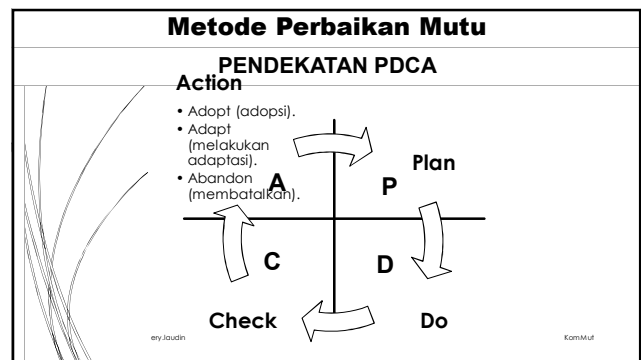 Metode Perbaikan Mutu
PENDEKATAN PDCA
Action
• Adopt (adopsi).
• Adapt
(melakukan
adaptasi).
• Abandon
(membatalkan).
A
P
Plan
C
D
Check
Do
ery.laudin
KomMut